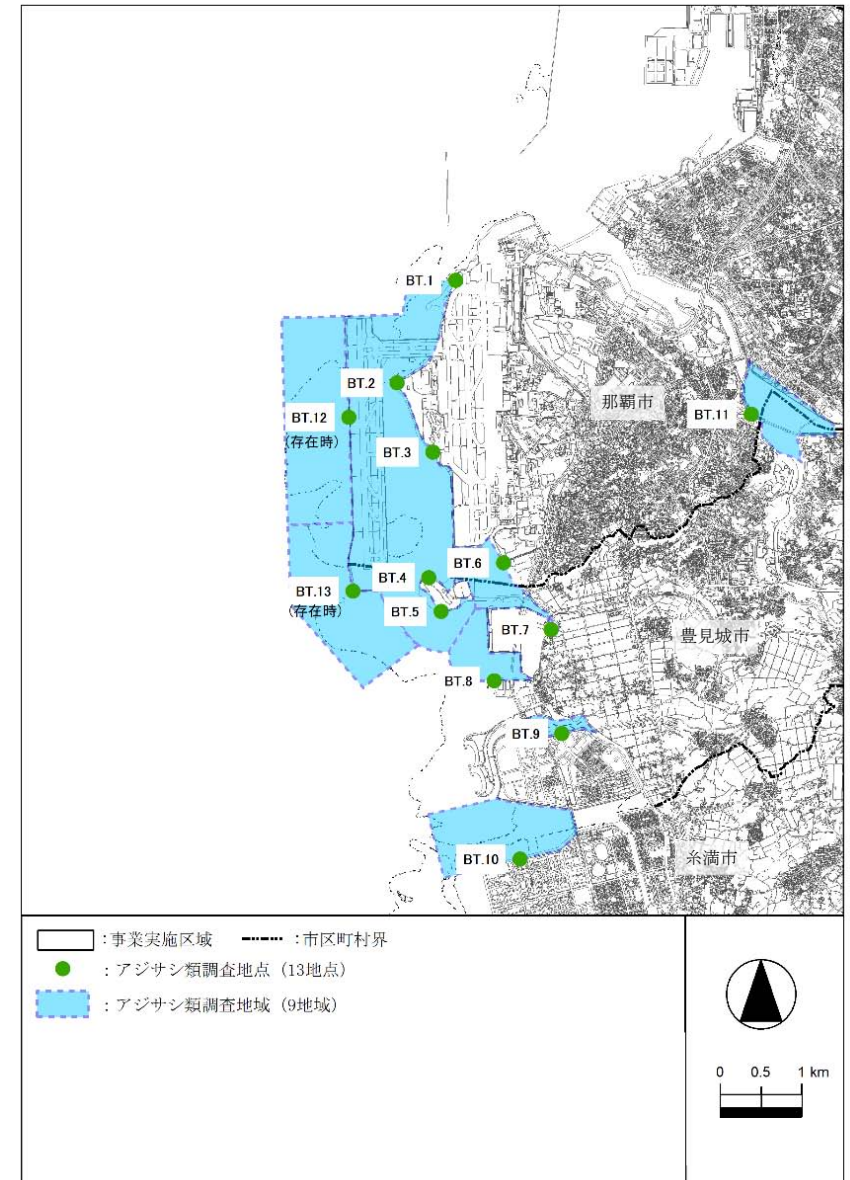 BT.1
BT.2
那覇市
BT.12
(存在時)
BT.11
BT.3
BT.6
BT.4
BT.13
(存在時)
BT.5
BT.7
豊見城市
BT.8
BT.9
BT.10
糸満市
:事業実施区域 :市区町村界
:アジサシ類調査地点(13地点)
:アジサシ類調査地域(9地域)
0 0.5 1 km